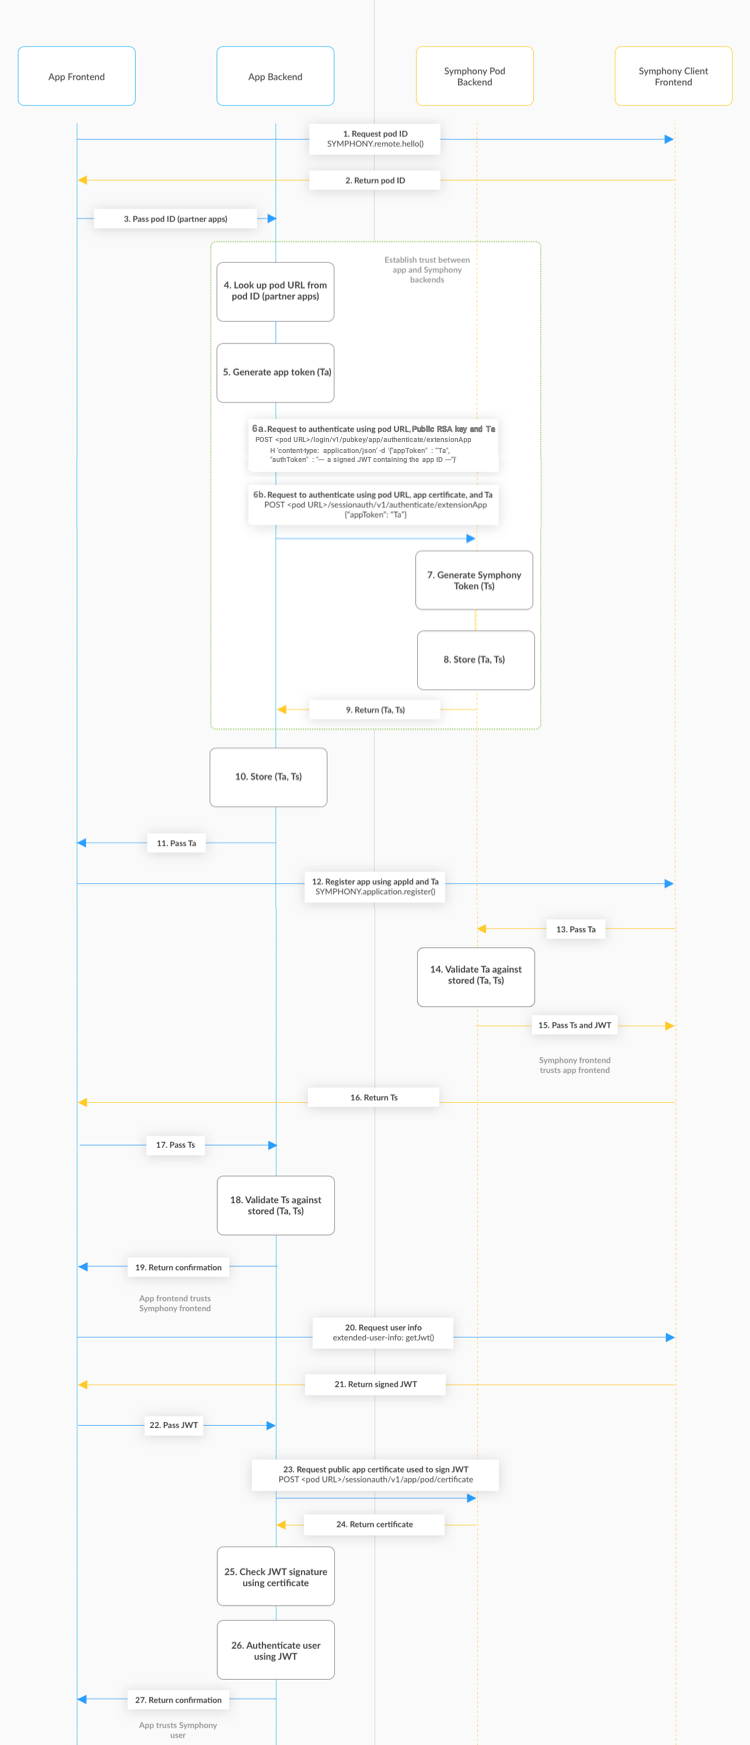 App Frontend
App Backend
Symphony Pod
Backend
Symphony Client
Frontend
1. Request pod ID
SYMPHONY.remote.hello()
2. Return pod ID
3. Pass pod ID (partner apps)
Establish trust between
app and Symphony
backends
4. Look up pod URL from
pod ID (partner apps)
5. Generate app token (Ta)
6a. Request to authenticate using pod URL, Public RSA key and Ta
POST <pod URL>/login/v1/pubkey/app/authenticate/extensionApp
H 'content-type: application/json' -d '{"appToken" : "Ta",
"authToken" : "--- a signed JWT containing the app ID ---"}'
6b. Request to authenticate using pod URL, app certificate, and Ta
POST <pod URL>/sessionauth/v1/authenticate/extensionApp
{"appToken": "Ta"}
7. Generate Symphony
Token (Ts)
8. Store (Ta, Ts)
9. Return (Ta, Ts)
10. Store (Ta, Ts)
11. Pass Ta
12. Register app using appId and Ta
SYMPHONY.application.register()
13. Pass Ta
14. Validate Ta against
stored (Ta, Ts)
15. Pass Ts and JWT
Symphony frontend
trusts app frontend
16. Return Ts
17. Pass Ts
18. Validate Ts against
stored (Ta, Ts)
19. Return confirmation
App frontend trusts
Symphony frontend
20. Request user info
extended-user-info: getJwt()
21. Return signed JWT
22. Pass JWT
23. Request public app certificate used to sign JWT
POST <pod URL>/sessionauth/v1/app/pod/certificate
24. Return certificate
25. Check JWT signature
using certificate
26. Authenticate user
using JWT
27. Return confirmation
App trusts Symphony
user